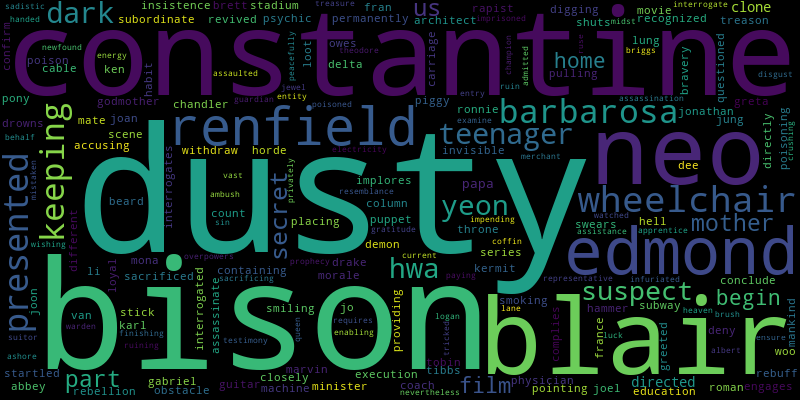 constantine
dusty
bison
blair
neo
edmond
renfield
barbarosa
wheelchair
teenager
presented
keeping
yeon
hwa
dark
us
home
mother
secret
suspect
begin
part
film
sadistic
handed
insistence
brett
stadium
fran
movie
interrogate
clone
treasure
subordinate
revived
psychic
permanently
architect
shuts
midst
recognized
treason
digging
imprisoned
confirm
poison
cable
ken
habit
energy
assaulted
peacefully
loot
owes
delta
theodore
carriage
champion
admitted
ruse
lung
briggs
pulling
bravery
questioned
disgust
pony
godmother
guardian
jewel
entity
ruin
entry
assassination
greta
drowns
behalf
mate
joan
chandler
poisoned
piggy
ronnie
examine
jonathan
jung
directly
poisoning
crushing
accusing
scene
withdraw
horde
electricity
invisible
merchant
dee
mistaken
interrogates
vast
ambush
privately
implores
resemblance
papa
beard
count
sin
placing
column
puppet
gratitude
throne
impending
coffin
series
swears
assistance
watched
hell
apprentice
wishing
different
mona
overpowers
demon
current
prophecy
drake
kermit
li
loyal
sacrificed
containing
sacrificing
morale
paying
representative
infuriated
conclude
joon
van
warden
stick
karl
finishing
interrogated
assassinate
smiling
jo
requires
enabling
providing
logan
tricked
smoking
lane
hammer
subway
heaven
brush
mankind
suitor
ashore
ruining
testimony
queen
complies
france
luck
greeted
deny
albert
ensure
woo
startled
abbey
rebellion
gabriel
obstacle
guitar
closely
machine
marvin
execution
minister
tobin
tibbs
coach
nevertheless
physician
pointing
joel
directed
education
roman
rebuff
engages